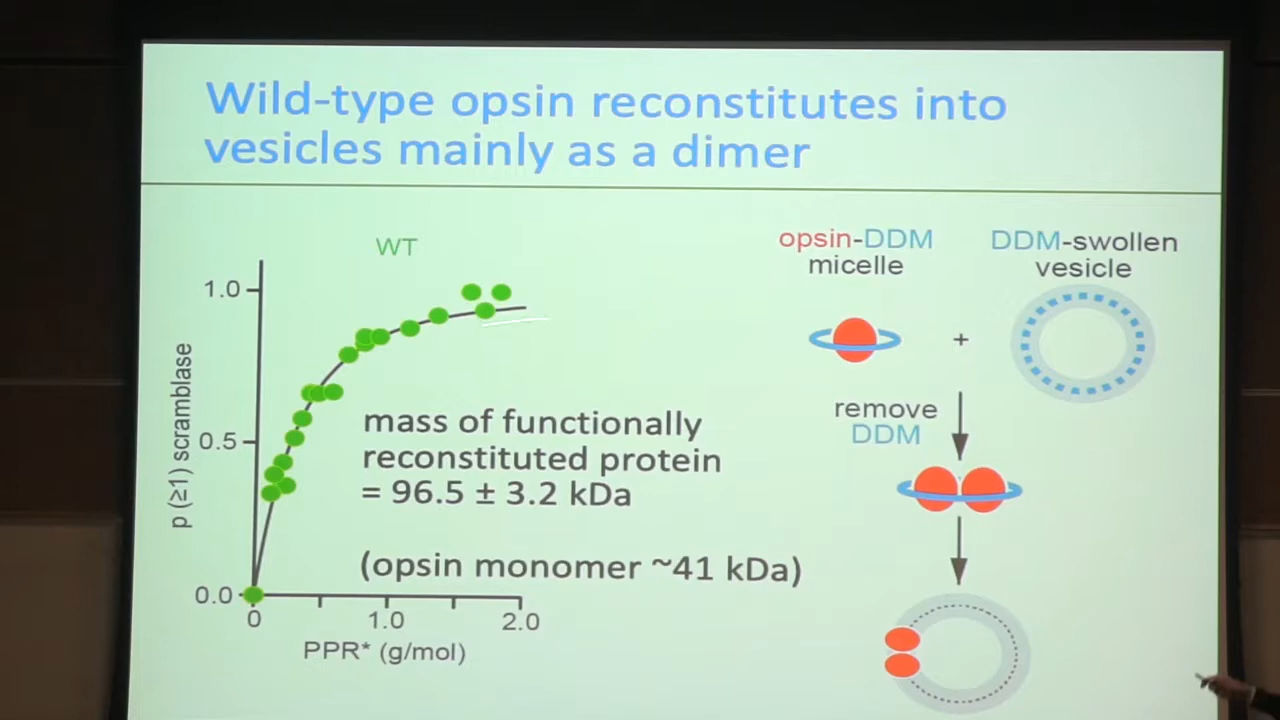 Wild-type opsin reconstitutes into
vesicles mainly as a dimer
WT
1.0
0.5
0.0
p (≥1) scramblase
0
1.0
2.0
PPR* (g/mol)
mass of functionally
reconstituted protein
= 96.5 ± 3.2 kDa
(opsin monomer ~41 kDa)
opsin-DDM
micelle
+
DDM-swollen
vesicle
remove
DDM